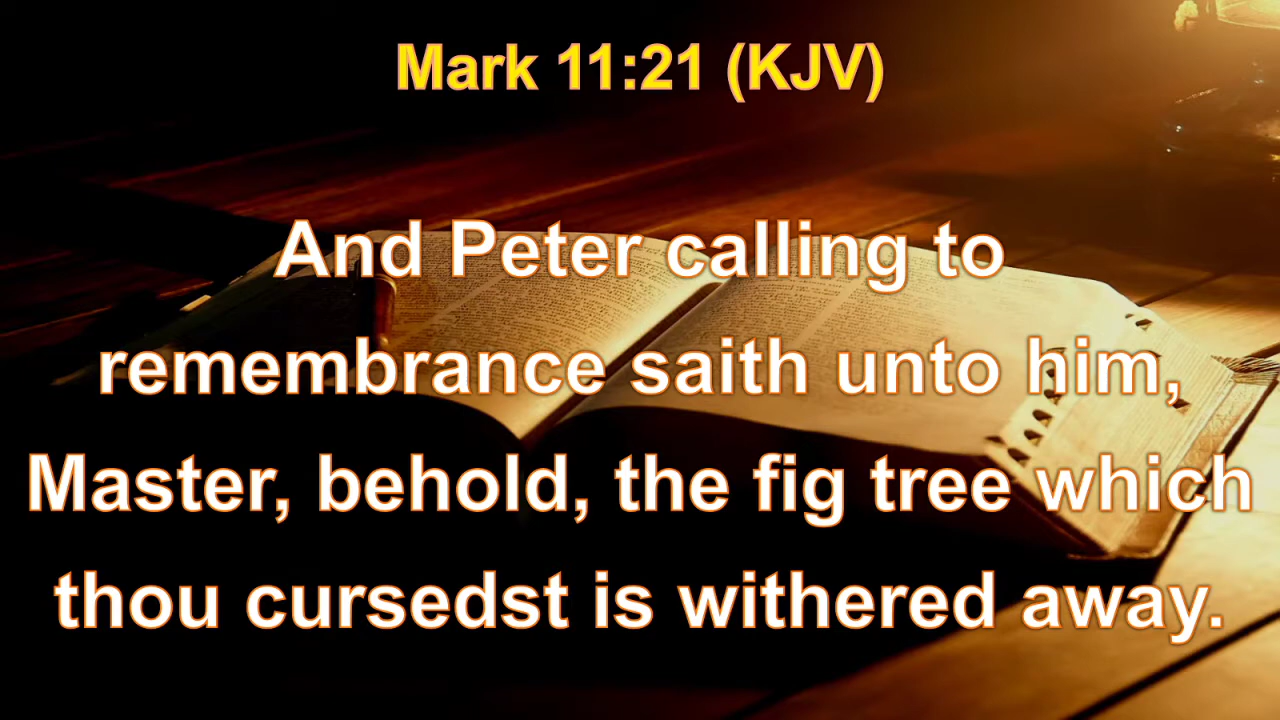 Mark 11:21 (KJV)
And Peter calling to
remembrance saith unto him,
Master, behold, the fig tree which
thou cursedst is withered away.